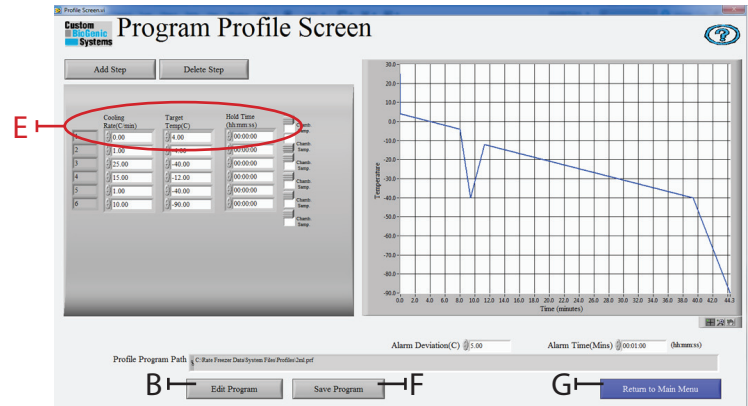 Profile Screen.vi
Custom
BioGenic
Systems
Program Profile Screen
Add Step
Delete Step
E
Cooling
Rate(C/min)
Target
Temp(C)
Hold Time
(hh:mm:ss)
1 0.00 4.00 00:00:00 Chamb. Samp.
2 1.00 -4.00 00:00:00 Chamb. Samp.
3 25.00 -40.00 00:00:00 Chamb. Samp.
4 15.00 -12.00 00:00:00 Chamb. Samp.
5 1.00 -40.00 00:00:00 Chamb. Samp.
6 10.00 -90.00 00:00:00 Chamb. Samp.
Temperature
30.0
20.0
10.0
0.0
-10.0
-20.0
-30.0
-40.0
-50.0
-60.0
-70.0
-80.0
-90.0
0.0 2.0 4.0 6.0 8.0 10.0 12.0 14.0 16.0 18.0 20.0 22.0 24.0 26.0 28.0 30.0 32.0 34.0 36.0 38.0 40.0 42.0 44.3
Time (minutes)
Alarm Deviation(C) 5.00
Alarm Time(Mins) 00:01:00 (hh:mm:ss)
Profile Program Path C:\Rate Freezer Data\System Files\Profiles\2ml.prf
B
Edit Program
Save Program
F
G
Return to Main Menu